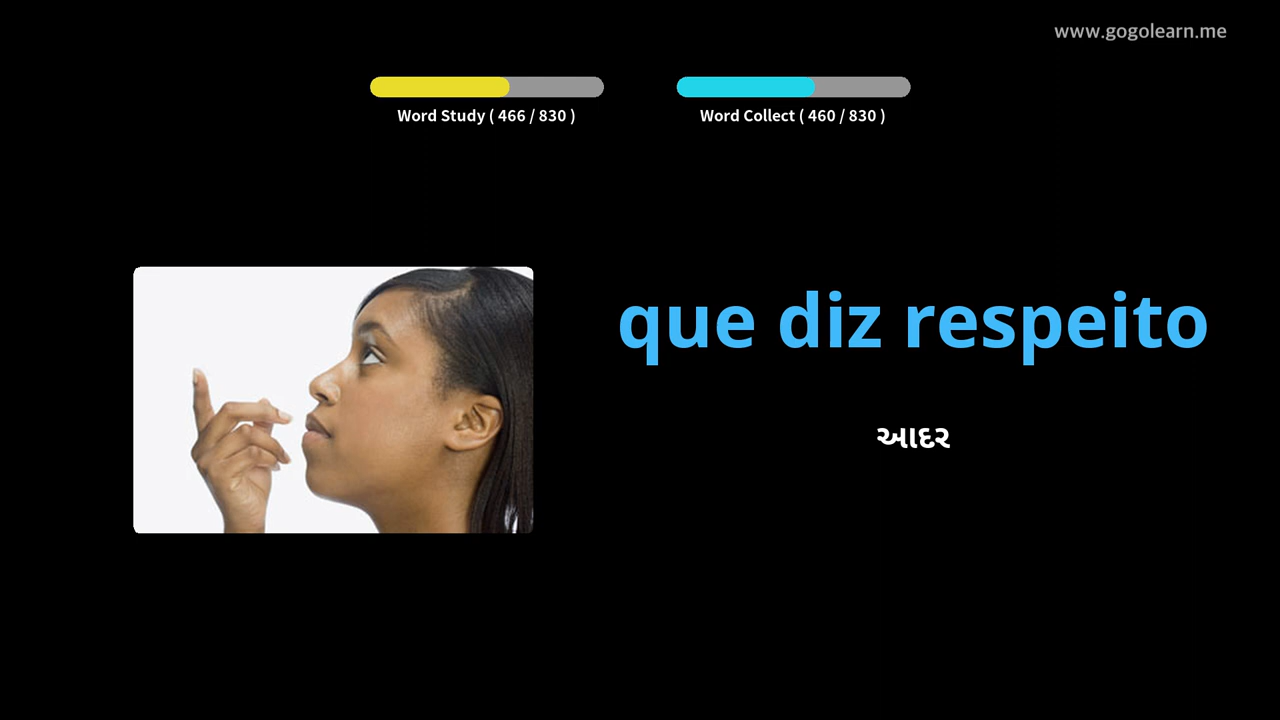 www.gogolearn.me
Word Study ( 466 / 830 )
Word Collect ( 460 / 830 )
que diz respeito
આદર